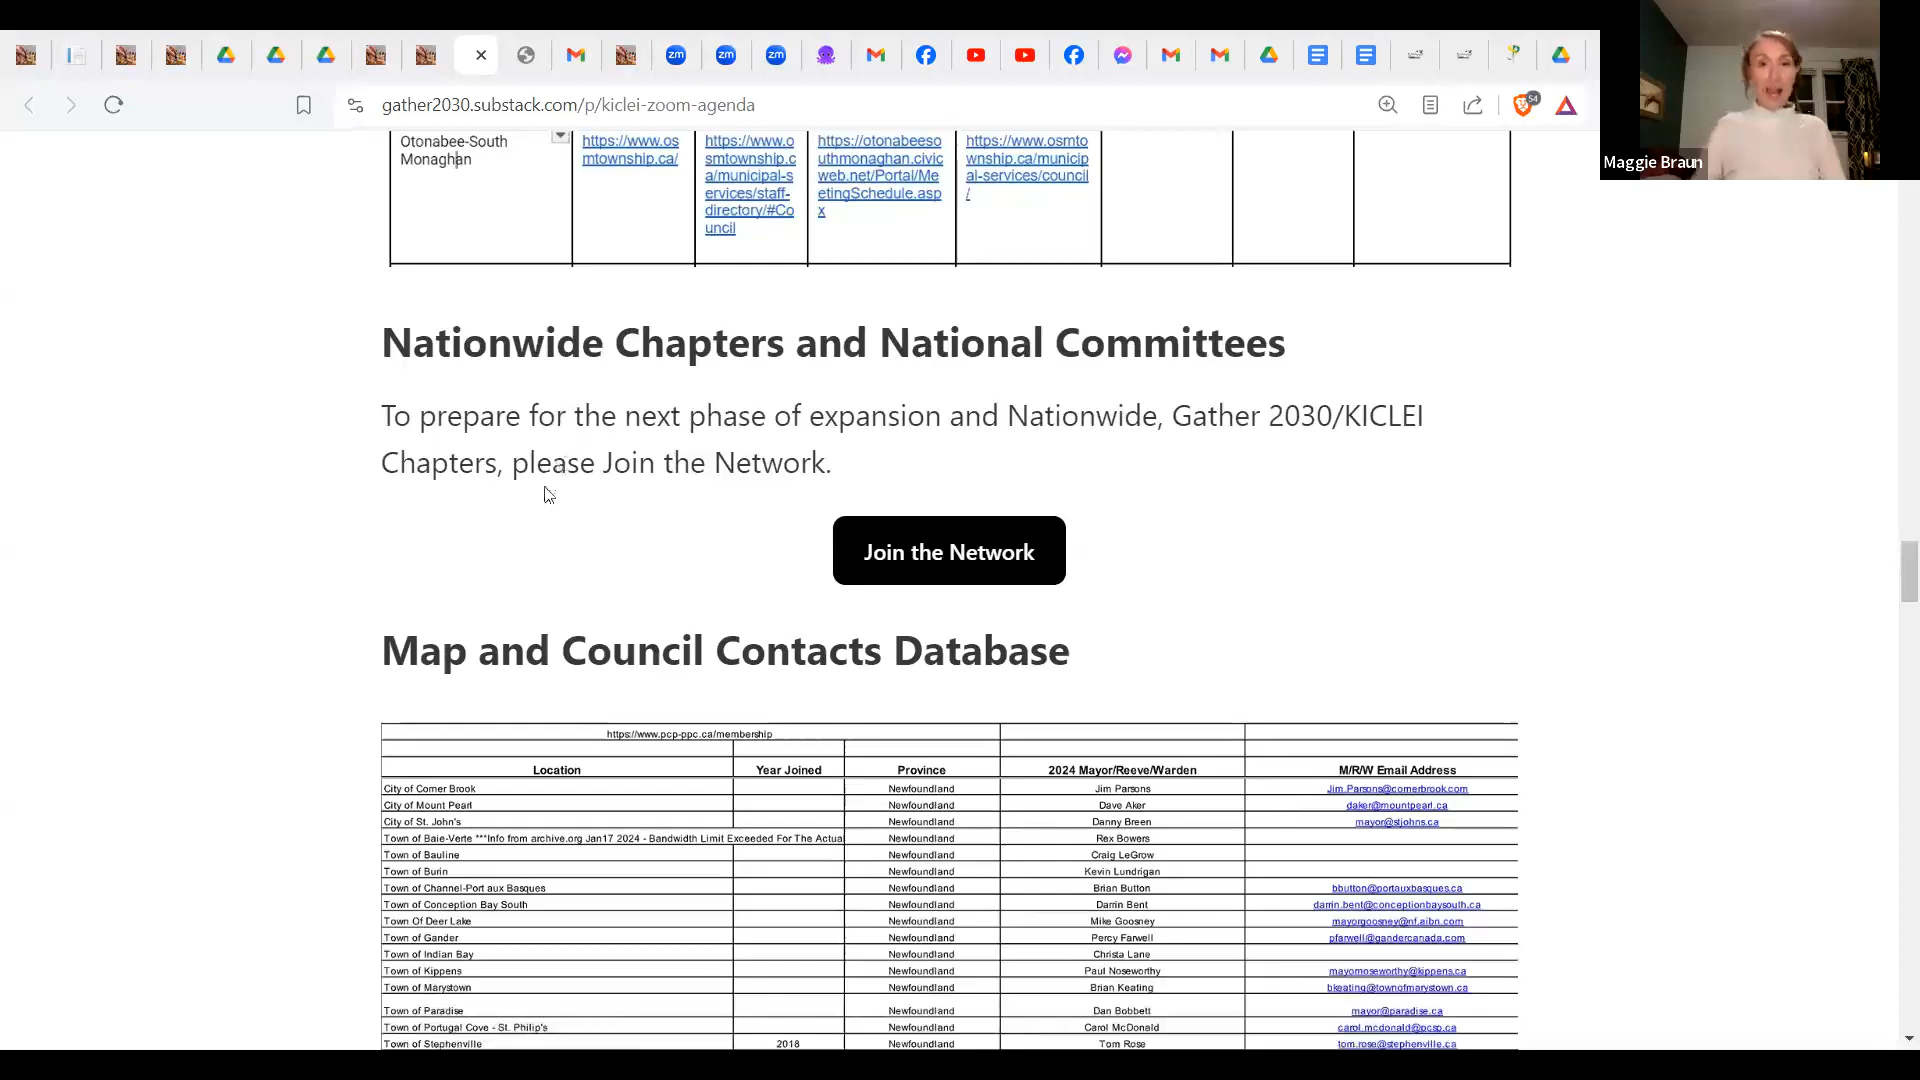 zm
zm
zm
gather2030.substack.com/p/kiclei-zoom-agenda
54
Maggie Braun
Otonabee-South
Monaghan
https://www.os
mtownship.ca/
https://www.o
smtownship.c
a/municipal-s
ervices/staff-
directory/#Co
uncil
https://otonabeeso
uthmonaghan.civic
web.net/Portal/Me
etingSchedule.asp
x
https://www.osmto
wnship.ca/municip
al-services/council
/
Nationwide Chapters and National Committees
To prepare for the next phase of expansion and Nationwide, Gather 2030/KICLEI
Chapters, please Join the Network.
Join the Network
Map and Council Contacts Database
https://www.pcp-ppc.ca/membership
Location Year Joined Province 2024 Mayor/Reeve/Warden M/R/W Email Address
City of Corner Brook Newfoundland Jim Parsons Jim.Parsons@cornerbrook.com
City of Mount Pearl Newfoundland Dave Aker daker@mountpearl.ca
City of St. John's Newfoundland Danny Breen mayor@stjohns.ca
Town of Baie-Verte ***Info from archive.org Jan17 2024 - Bandwidth Limit Exceeded For The Actual Newfoundland Rex Bowers
Town of Bauline Newfoundland Craig LeGrow
Town of Burin Newfoundland Kevin Lundrigan
Town of Channel-Port aux Basques Newfoundland Brian Button bbutton@portauxbasques.ca
Town of Conception Bay South Newfoundland Darrin Bent darrin.bent@conceptionbaysouth.ca
Town Of Deer Lake Newfoundland Mike Goosney mayorgoosney@nf.aibn.com
Town of Gander Newfoundland Percy Farwell pfarwell@gandercanada.com
Town of Indian Bay Newfoundland Christa Lane
Town of Kippens Newfoundland Paul Noseworthy mayornoseworthy@kippens.ca
Town of Marystown Newfoundland Brian Keating bkeating@townofmarystown.ca
Town of Paradise Newfoundland Dan Bobbett mayor@paradise.ca
Town of Portugal Cove - St. Philip's Newfoundland Carol McDonald carol.mcdonald@pcsp.ca
Town of Stephenville 2018 Newfoundland Tom Rose tom.rose@stephenville.ca